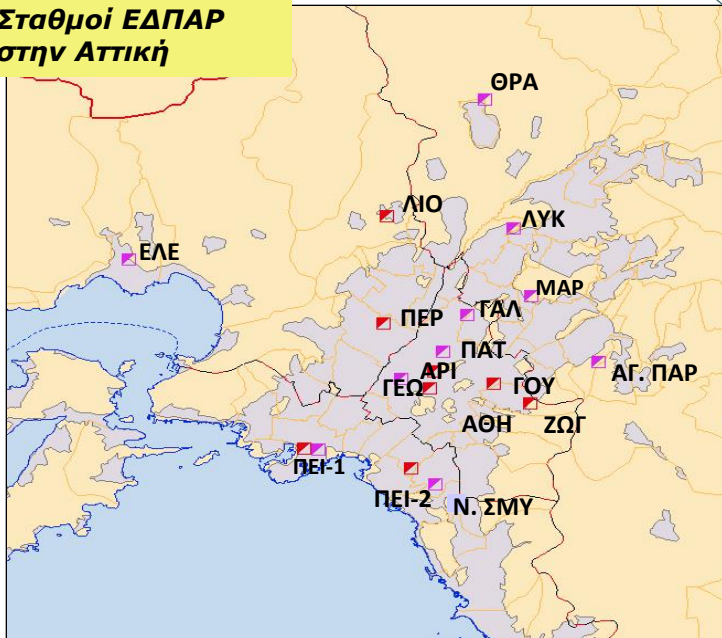 Σταθμοί ΕΔΠΑΡ
στην Αττική
ΘΡΑ
ΛΙΟ
ΛΥΚ
ΕΛΕ
ΜΑΡ
ΓΑΛ
ΠΕΡ
ΠΑΤ
ΑΡΙ
ΑΓ. ΠΑΡ
ΓΕΩ
ΓΟΥ
ΑΘΗ
ΖΩΓ
ΠΕΙ-1
ΠΕΙ-2
Ν. ΣΜΥ